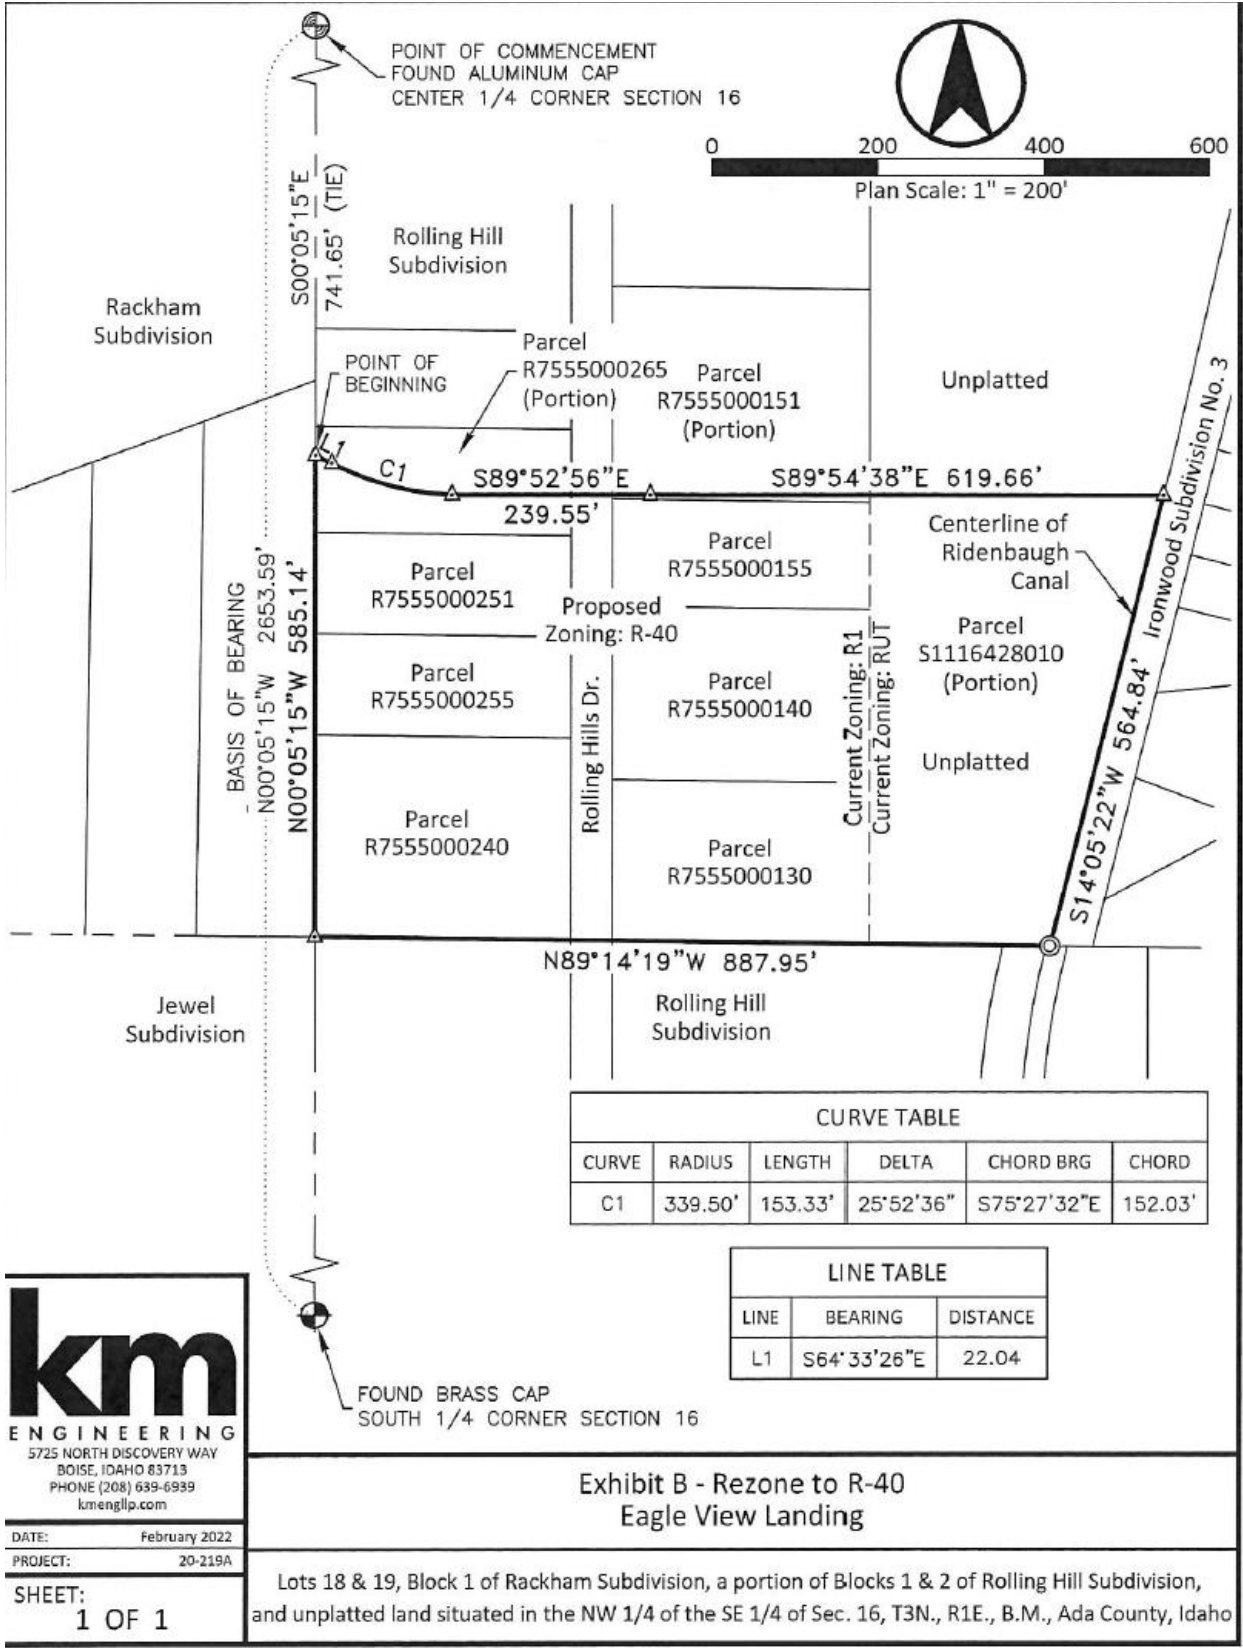 POINT OF COMMENCEMENT
FOUND ALUMINUM CAP
CENTER 1/4 CORNER SECTION 16
0 200 400 600
Plan Scale: 1" = 200'
S00°05'15"E
741.65' (TIE)
Rolling Hill
Subdivision
Rackham
Subdivision
POINT OF
BEGINNING
Parcel
R7555000265
(Portion)
Parcel
R7555000151
(Portion)
Unplatted
Ironwood Subdivision No. 3
L1
C1
S89°52'56"E
239.55'
S89°54'38"E 619.66'
Centerline of
Ridenbaugh
Canal
Parcel
R7555000251
Parcel
R7555000155
Proposed
Zoning: R-40
BASIS OF BEARING
N00°05'15"W 2653.59'
N00°05'15"W 585.14'
Parcel
R7555000255
Parcel
R7555000140
Current Zoning: R1
Current Zoning: RUT
Parcel
S1116428010
(Portion)
Unplatted
S14°05'22"W 564.84'
Rolling Hills Dr.
Parcel
R7555000240
Parcel
R7555000130
N89°14'19"W 887.95'
Jewel
Subdivision
Rolling Hill
Subdivision
CURVE TABLE
CURVE RADIUS LENGTH DELTA CHORD BRG CHORD
C1 339.50' 153.33' 25°52'36" S75°27'32"E 152.03'
LINE TABLE
LINE BEARING DISTANCE
L1 S64°33'26"E 22.04
FOUND BRASS CAP
SOUTH 1/4 CORNER SECTION 16
km
ENGINEERING
5725 NORTH DISCOVERY WAY
BOISE, IDAHO 83713
PHONE (208) 639-6939
kmengllp.com
DATE: February 2022
PROJECT: 20-219A
SHEET:
1 OF 1
Exhibit B - Rezone to R-40
Eagle View Landing
Lots 18 & 19, Block 1 of Rackham Subdivision, a portion of Blocks 1 & 2 of Rolling Hill Subdivision,
and unplatted land situated in the NW 1/4 of the SE 1/4 of Sec. 16, T3N., R1E., B.M., Ada County, Idaho